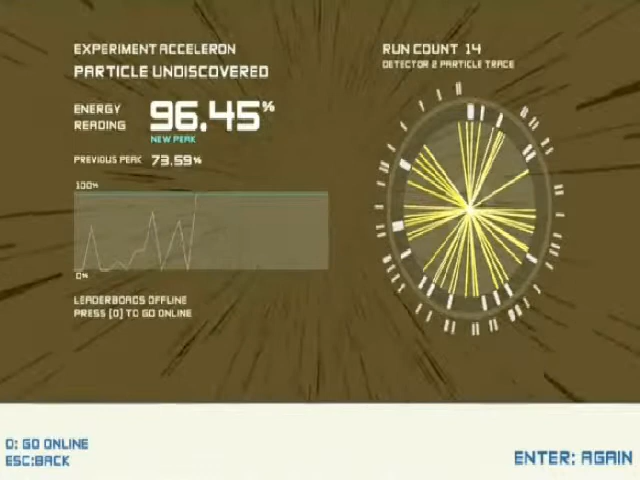 EXPERIMENT ACCELERON
PARTICLE UNDISCOVERED
ENERGY READING 96.45%
NEW PEAK
PREVIOUS PEAK 73.59%
100%
0%
LEADERBOARDS OFFLINE
PRESS [O] TO GO ONLINE
RUN COUNT 14
DETECTOR 2 PARTICLE TRACE
O: GO ONLINE
ESC:BACK
ENTER: AGAIN